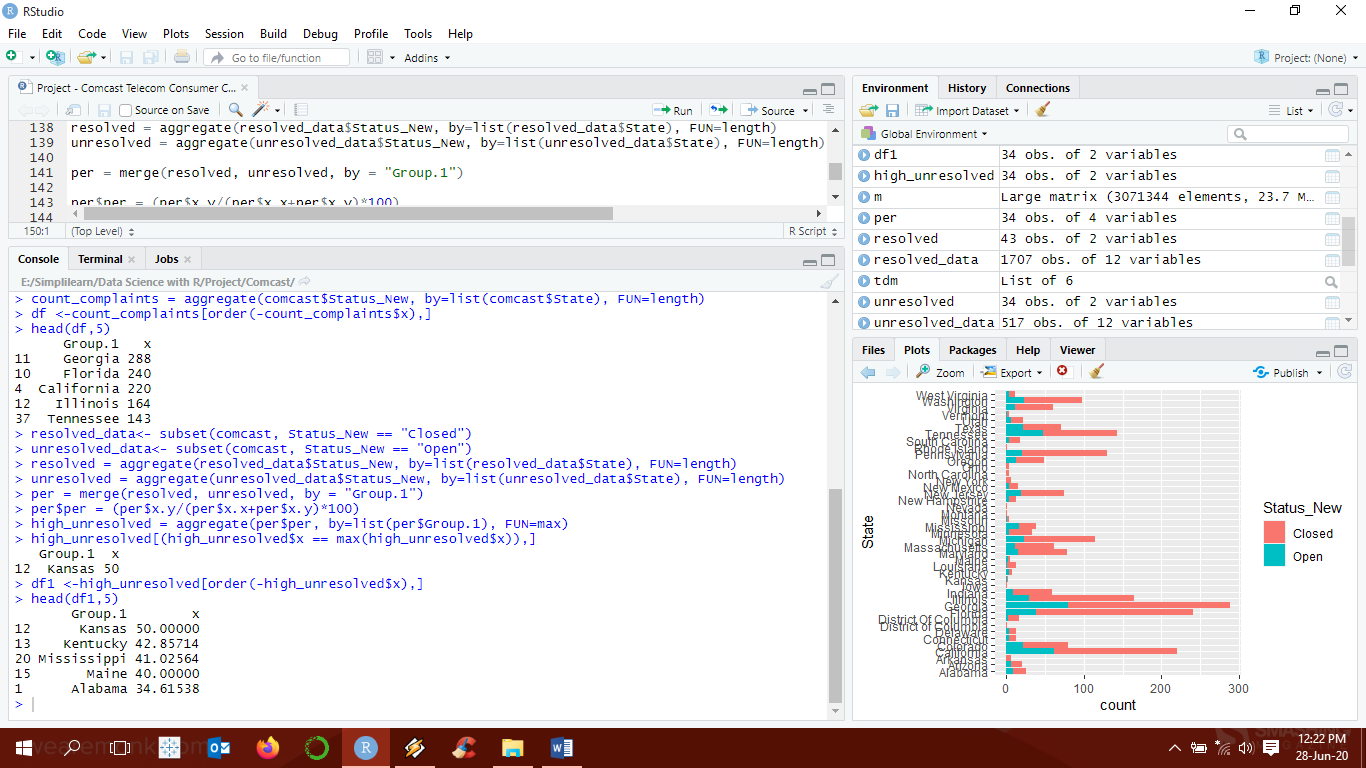 RStudio
File Edit Code View Plots Session Build Debug Profile Tools Help
Go to file/function Addins Project: (None)
Project - Comcast Telecom Consumer C...
Source on Save Run Source
138 resolved = aggregate(resolved_data$Status_New, by=list(resolved_data$State), FUN=length)
139 unresolved = aggregate(unresolved_data$Status_New, by=list(unresolved_data$State), FUN=length)
140
141 per = merge(resolved, unresolved, by = "Group.1")
142
143 per$per = (per$x.y/(per$x.x+per$x.y)*100)
144
150:1 (Top Level) R Script
Console Terminal Jobs
E:/Simplilearn/Data Science with R/Project/Comcast/
> count_complaints = aggregate(comcast$Status_New, by=list(comcast$State), FUN=length)
> df <-count_complaints[order(-count_complaints$x),]
> head(df,5)
Group.1 x
11 Georgia 288
10 Florida 240
4 California 220
12 Illinois 164
37 Tennessee 143
> resolved_data<- subset(comcast, Status_New == "Closed")
> unresolved_data<- subset(comcast, Status_New == "Open")
> resolved = aggregate(resolved_data$Status_New, by=list(resolved_data$State), FUN=length)
> unresolved = aggregate(unresolved_data$Status_New, by=list(unresolved_data$State), FUN=length)
> per = merge(resolved, unresolved, by = "Group.1")
> per$per = (per$x.y/(per$x.x+per$x.y)*100)
> high_unresolved = aggregate(per$per, by=list(per$Group.1), FUN=max)
> high_unresolved[(high_unresolved$x == max(high_unresolved$x)),]
Group.1 x
12 Kansas 50
> df1 <-high_unresolved[order(-high_unresolved$x),]
> head(df1,5)
Group.1 x
12 Kansas 50.00000
13 Kentucky 42.85714
20 Mississippi 41.02564
15 Maine 40.00000
1 Alabama 34.61538
>
Environment History Connections
Import Dataset List
Global Environment
df1 34 obs. of 2 variables
high_unresolved 34 obs. of 2 variables
m Large matrix (3071344 elements, 23.7 M...
per 34 obs. of 4 variables
resolved 43 obs. of 2 variables
resolved_data 1707 obs. of 12 variables
tdm List of 6
unresolved 34 obs. of 2 variables
unresolved_data 517 obs. of 12 variables
Files Plots Packages Help Viewer
Zoom Export Publish
West Virginia
Washington
Virginia
Vermont
Utah
Texas
Tennessee
South Carolina
Rhode Island
Pennsylvania
Oregon
Ohio
North Carolina
New York
New Mexico
New Jersey
New Hampshire
Nevada
Montana
Missouri
Mississippi
Minnesota
Michigan
Massachusetts
Maryland
Maine
Louisiana
Kentucky
Kansas
Iowa
Indiana
Illinois
Georgia
Florida
District Of Columbia
District of Columbia
Delaware
Connecticut
Colorado
California
Arkansas
Arizona
Alabama
State
0 100 200 300
count
Status_New
Closed
Open
12:22 PM
28-Jun-20